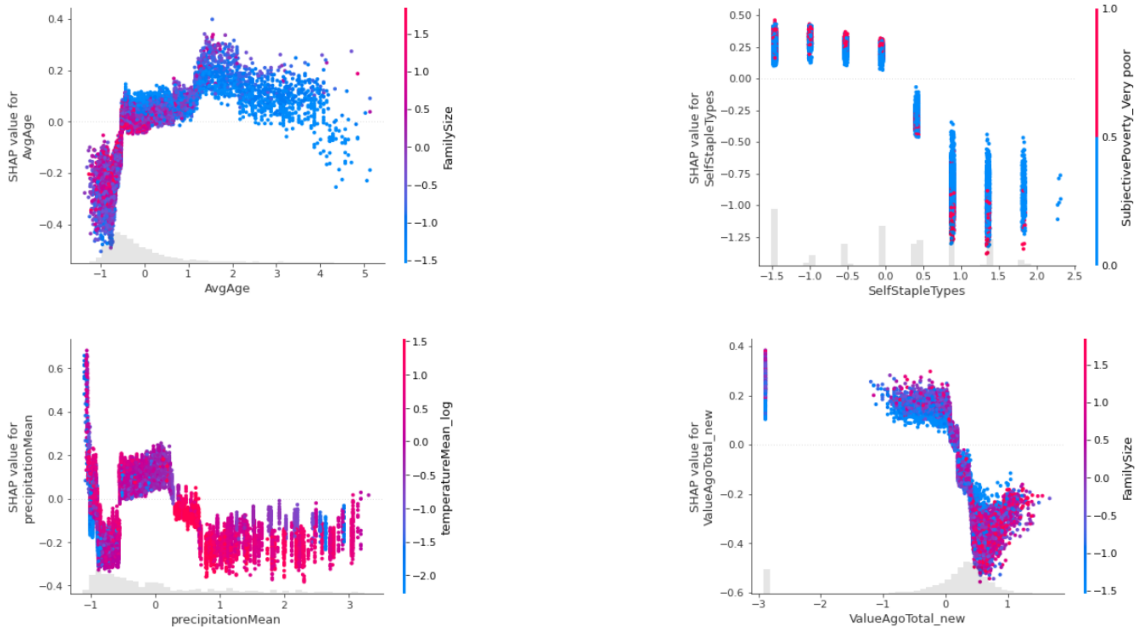 0.4
0.2
0.0
−0.2
−0.4
SHAP value for
AvgAge
−1 0 1 2 3 4 5
AvgAge
1.5
1.0
0.5
0.0
−0.5
−1.0
−1.5
FamilySize
0.50
0.25
0.00
−0.25
−0.50
−0.75
−1.00
−1.25
SHAP value for
SelfStapleTypes
−1.5 −1.0 −0.5 0.0 0.5 1.0 1.5 2.0 2.5
SelfStapleTypes
1.0
0.5
0.0
SubjectivePoverty_Very poor
0.6
0.4
0.2
0.0
−0.2
−0.4
SHAP value for
precipitationMean
−1 0 1 2 3
precipitationMean
1.5
1.0
0.5
0.0
−0.5
−1.0
−1.5
−2.0
temperatureMean_log
0.4
0.2
0.0
−0.2
−0.4
−0.6
SHAP value for
ValueAgoTotal_new
−3 −2 −1 0 1
ValueAgoTotal_new
1.5
1.0
0.5
0.0
−0.5
−1.0
−1.5
FamilySize